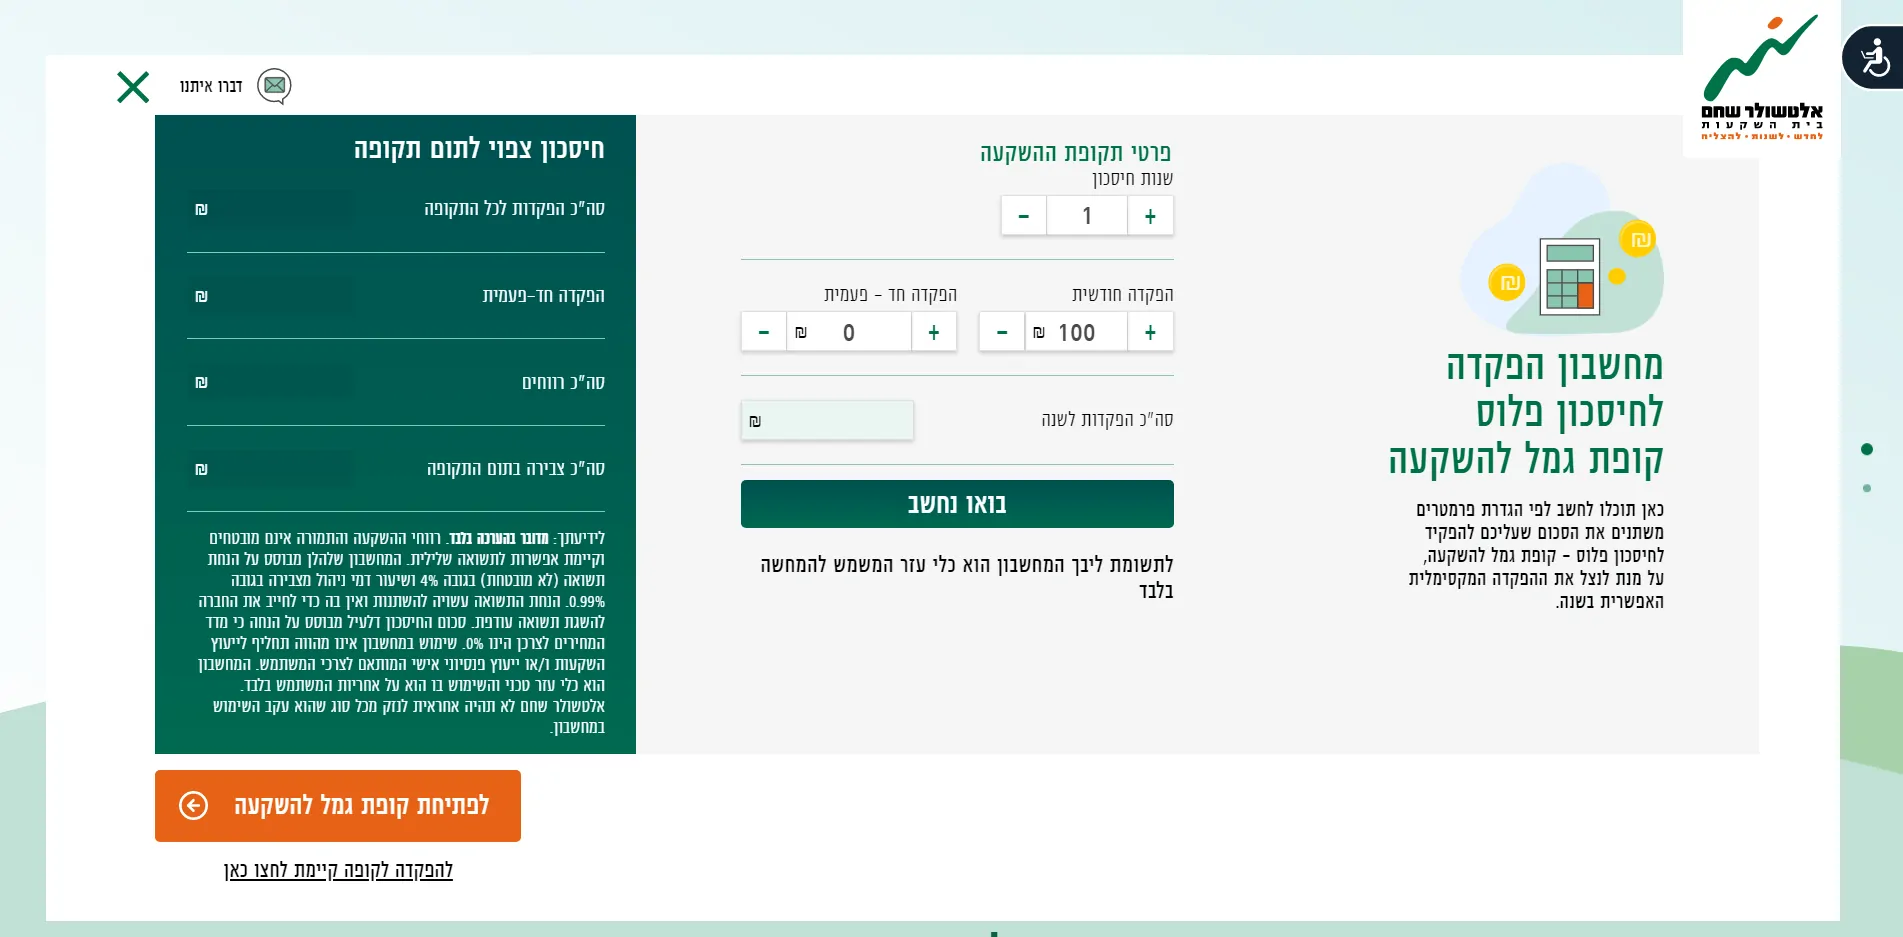 אלטשולר שחם
בית השקעות
לחדש • לשנות • להצליח
דברו איתנו
מחשבון הפקדה
לחיסכון פלוס
קופת גמל להשקעה
כאן תוכלו לחשב לפי הגדרת פרמטרים
משתנים את הסכום שעליכם להפקיד
לחיסכון פלוס - קופת גמל להשקעה,
על מנת לנצל את ההפקדה המקסימלית
האפשרית בשנה.
פרטי תקופת ההשקעה
שנות חיסכון
+ 1 -
הפקדה חודשית
+ 100 ₪ -
הפקדה חד - פעמית
+ 0 ₪ -
סה"כ הפקדות לשנה
₪
בואו נחשב
לתשומת ליבך המחשבון הוא כלי עזר המשמש להמחשה
בלבד
חיסכון צפוי לתום תקופה
סה"כ הפקדות לכל התקופה ₪
הפקדה חד-פעמית ₪
סה"כ רווחים ₪
סה"כ צבירה בתום התקופה ₪
לידיעתך: מדובר בהערכה בלבד. רווחי ההשקעה והתמורה אינם מובטחים
וקיימת אפשרות לתשואה שלילית. המחשבון שלהלן מבוסס על הנחת
תשואה (לא מובטחת) בגובה 4% ושיעור דמי ניהול מצבירה בגובה
0.99%. הנחת התשואה עשויה להשתנות ואין בה כדי לחייב את החברה
להשגת תשואה עודפת. סכום החיסכון דלעיל מבוסס על הנחה כי מדד
המחירים לצרכן הינו 0%. שימוש במחשבון אינו מהווה תחליף לייעוץ
השקעות ו/או ייעוץ פנסיוני אישי המותאם לצרכי המשתמש. המחשבון
הוא כלי עזר טכני והשימוש בו הוא על אחריות המשתמש בלבד.
אלטשולר שחם לא תהיה אחראית לנזק מכל סוג שהוא עקב השימוש
במחשבון.
לפתיחת קופת גמל להשקעה
להפקדה לקופה קיימת לחצו כאן